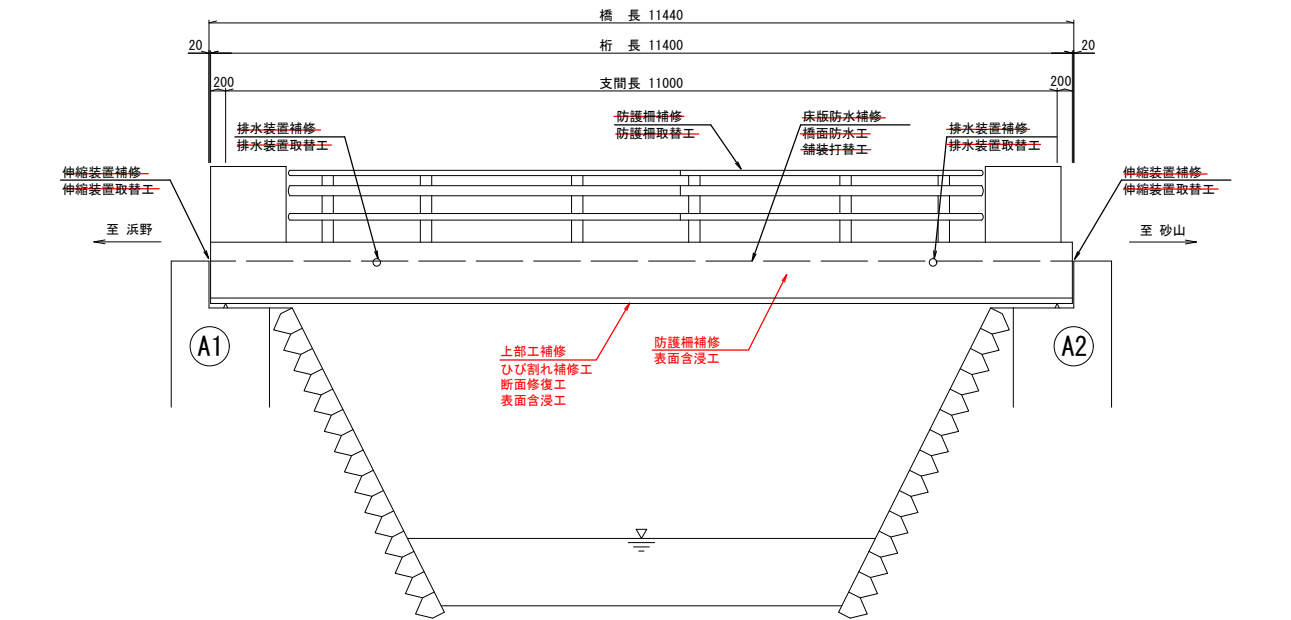 橋 長 11440
20
桁 長 11400
20
200
支間長 11000
200
排水装置補修
排水装置取替工
防護柵補修
防護柵取替工
床版防水補修
橋面防水工
舗装打替工
排水装置補修
排水装置取替工
伸縮装置補修
伸縮装置取替工
伸縮装置補修
伸縮装置取替工
至 浜野
至 砂山
A1
A2
上部工補修
ひび割れ補修工
断面修復工
表面含浸工
防護柵補修
表面含浸工